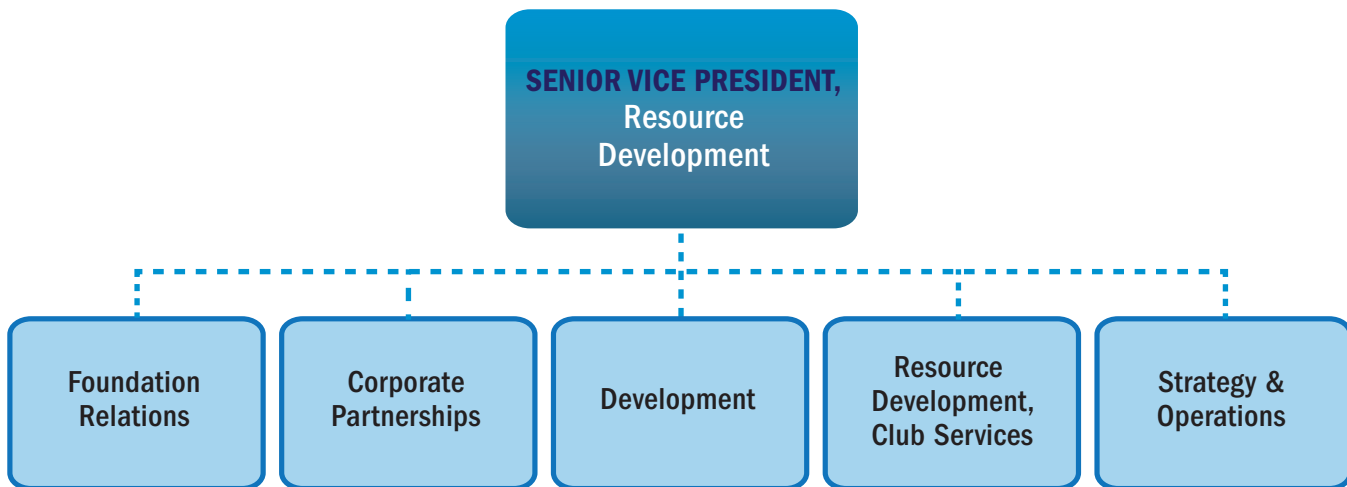 SENIOR VICE PRESIDENT,
Resource
Development
Foundation
Relations
Corporate
Partnerships
Development
Resource
Development,
Club Services
Strategy &
Operations